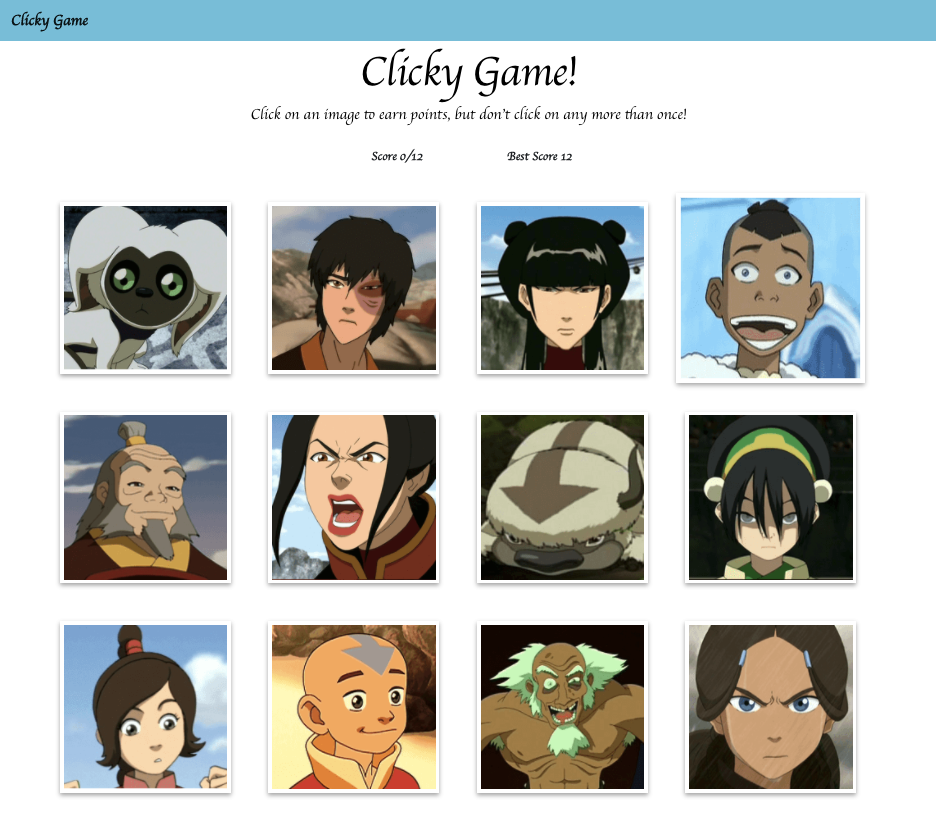 Clicky Game
Clicky Game!
Click on an image to earn points, but don't click on any more than once!
Score 0/12
Best Score 12